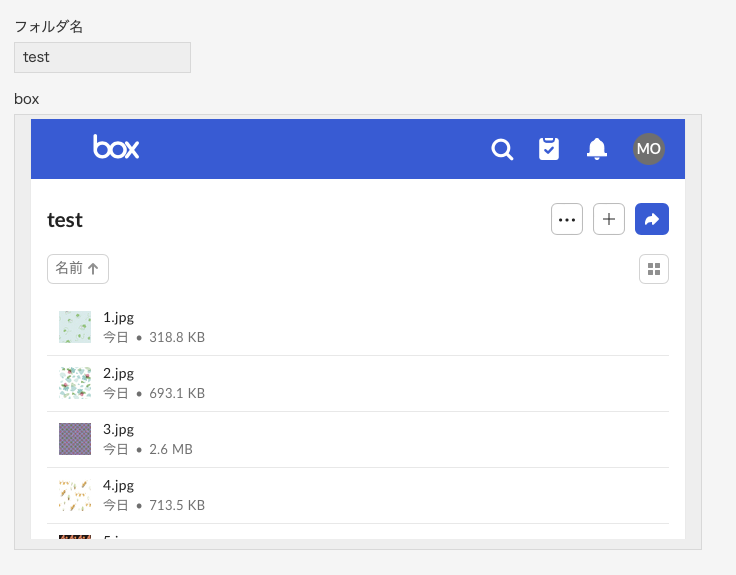 フォルダ名
test
box
box
MO
test
名前
1.jpg
今日 • 318.8 KB
2.jpg
今日 • 693.1 KB
3.jpg
今日 • 2.6 MB
4.jpg
今日 • 713.5 KB